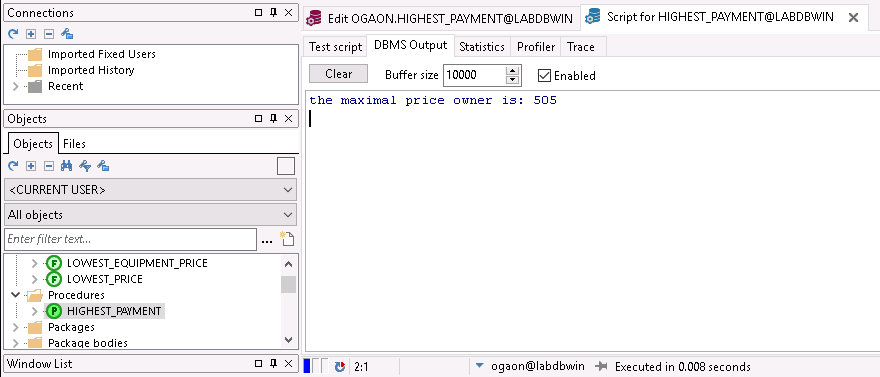 Connections
Imported Fixed Users
Imported History
Recent
Objects
Objects Files
<CURRENT USER>
All objects
Enter filter text...
...
LOWEST_EQUIPMENT_PRICE
LOWEST_PRICE
Procedures
HIGHEST_PAYMENT
Packages
Package bodies
Window List
Edit OGAON.HIGHEST_PAYMENT@LABDBWIN Script for HIGHEST_PAYMENT@LABDBWIN
Test script DBMS Output Statistics Profiler Trace
Clear Buffer size 10000 Enabled
the maximal price owner is: 505
2:1 ogaon@labdbwin Executed in 0.008 seconds